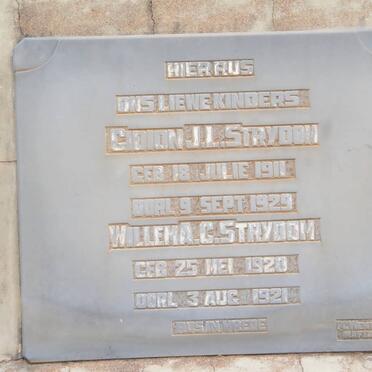 HIER RUS
ONS LIEWE KINDERS
GIDION J.L. STRYDOM
GEB. 18 JULIE 1911
OORL. 9 SEPT. 1929
WILLEMA C. STRYDOM
GEB. 25 MEI 1920
OORL. 3 AUG. 1921
RUS IN VREDE